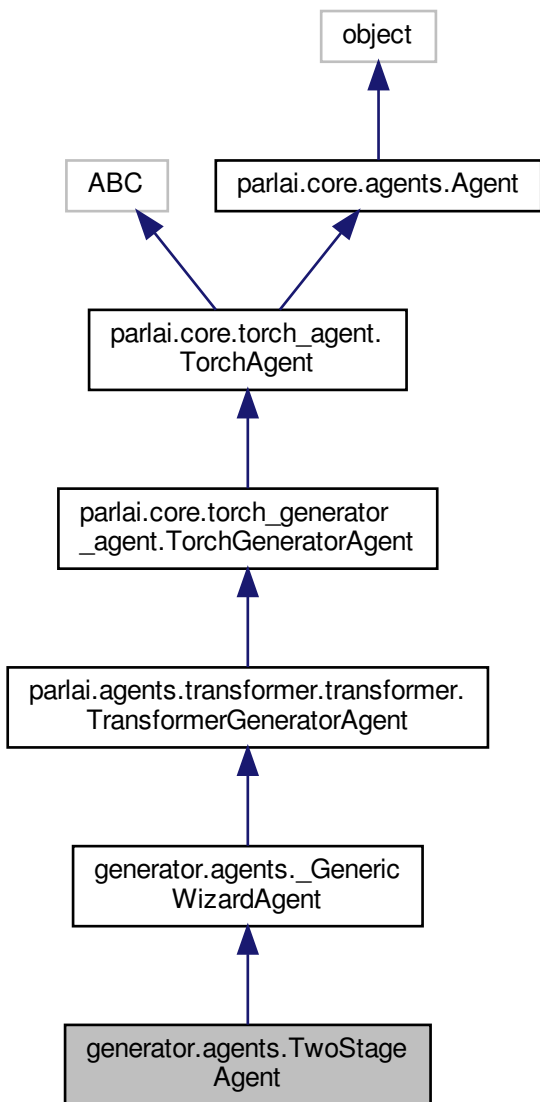 object
ABC
parlai.core.agents.Agent
parlai.core.torch_agent.
TorchAgent
parlai.core.torch_generator
_agent.TorchGeneratorAgent
parlai.agents.transformer.transformer.
TransformerGeneratorAgent
generator.agents._Generic
WizardAgent
generator.agents.TwoStage
Agent